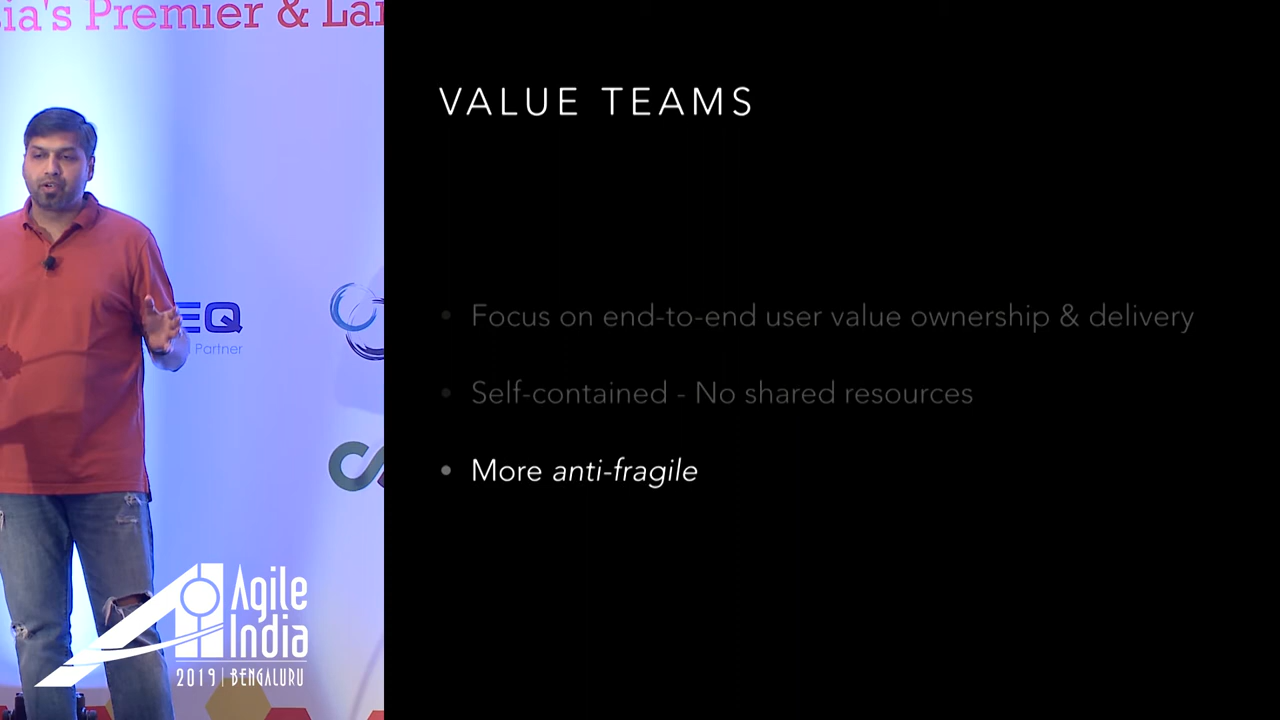 ia's Premier & Lar
EQ
Partner
Agile
India
2019 | BENGALURU
VALUE TEAMS
• Focus on end-to-end user value ownership & delivery
• Self-contained - No shared resources
• More anti-fragile